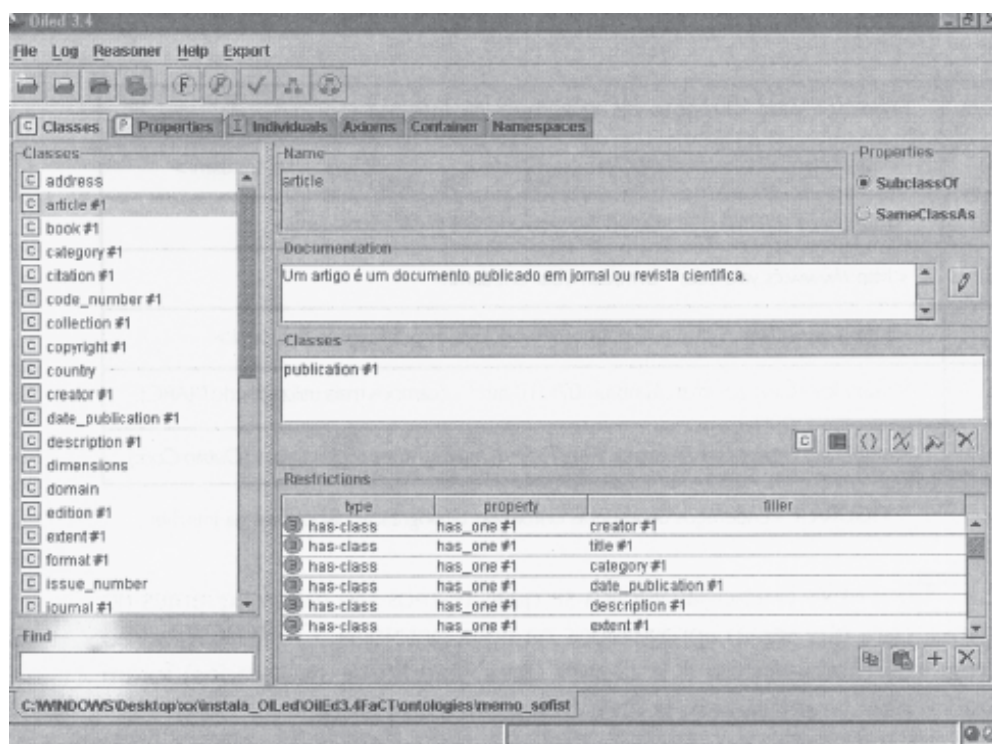 OilEd 3.4
File Log Reasoner Help Export
C Classes P Properties I Individuals Axioms Container Namespaces
Classes
C address
C article #1
C book #1
C category #1
C citation #1
C code_number #1
C collection #1
C copyright #1
C country
C creator #1
C date_publication #1
C description #1
C dimensions
C domain
C edition #1
C extent #1
C format #1
C issue_number
C journal #1
Find
Name
article
Properties
SubclassOf
SameClassAs
Documentation
Um artigo é um documento publicado em jornal ou revista científica.
Classes
publication #1
Restrictions
type property filler
has-class has_one #1 creator #1
has-class has_one #1 title #1
has-class has_one #1 category #1
has-class has_one #1 date_publication #1
has-class has_one #1 description #1
has-class has_one #1 extent #1
C:\WINDOWS\Desktop\xx\instala_OILed\OilEd3.4FaCT\ontologies\memo_sofist